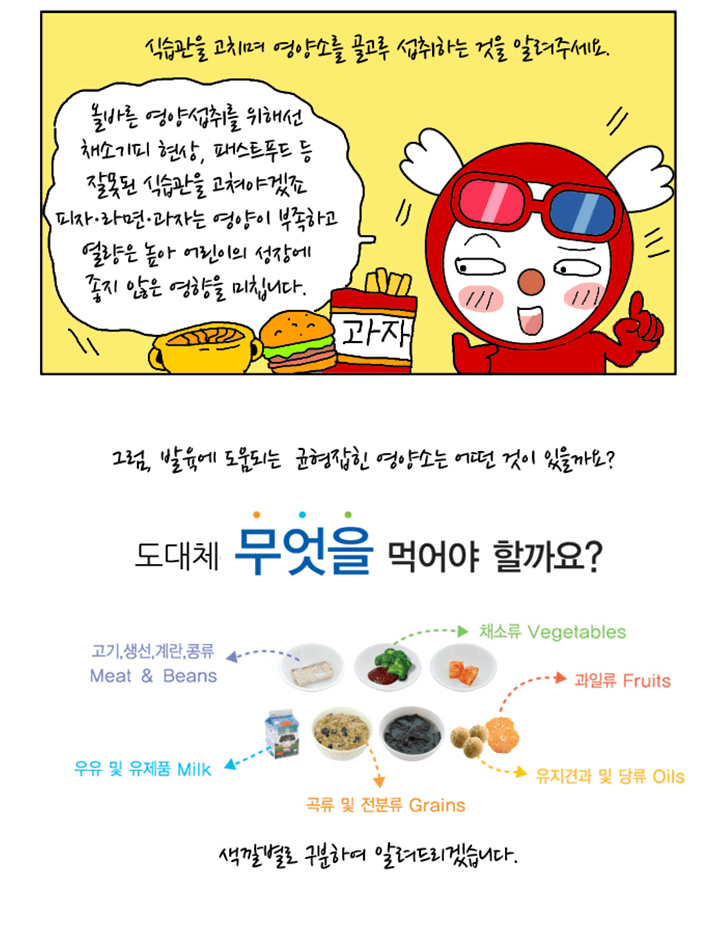 식습관을 고치며 영양소를 골고루 섭취하는 것을 알려주세요.
올바른 영양섭취를 위해선
채소기피 현상, 패스트푸드 등
잘못된 식습관을 고쳐야겠죠
피자·라면·과자는 영양이 부족하고
열량은 높아 어린이의 성장에
좋지 않은 영향을 미칩니다.
과자
그럼, 발육에 도움되는 균형잡힌 영양소는 어떤 것이 있을까요?
도대체 무엇을 먹어야 할까요?
채소류 Vegetables
고기,생선,계란,콩류
Meat & Beans
과일류 Fruits
우유 및 유제품 Milk
유지견과 및 당류 Oils
곡류 및 전분류 Grains
색깔별로 구분하여 알려드리겠습니다.